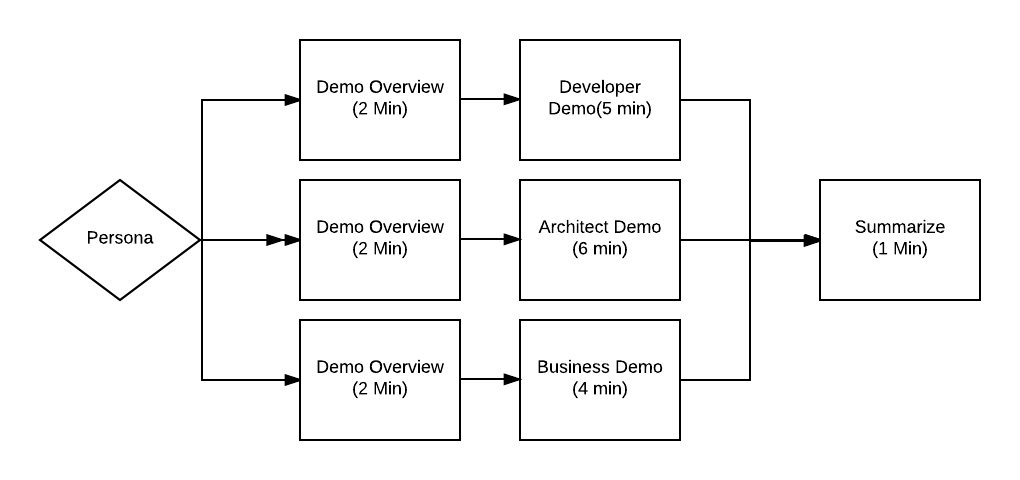 Persona
Demo Overview
(2 Min)
Developer
Demo(5 min)
Demo Overview
(2 Min)
Architect Demo
(6 min)
Demo Overview
(2 Min)
Business Demo
(4 min)
Summarize
(1 Min)